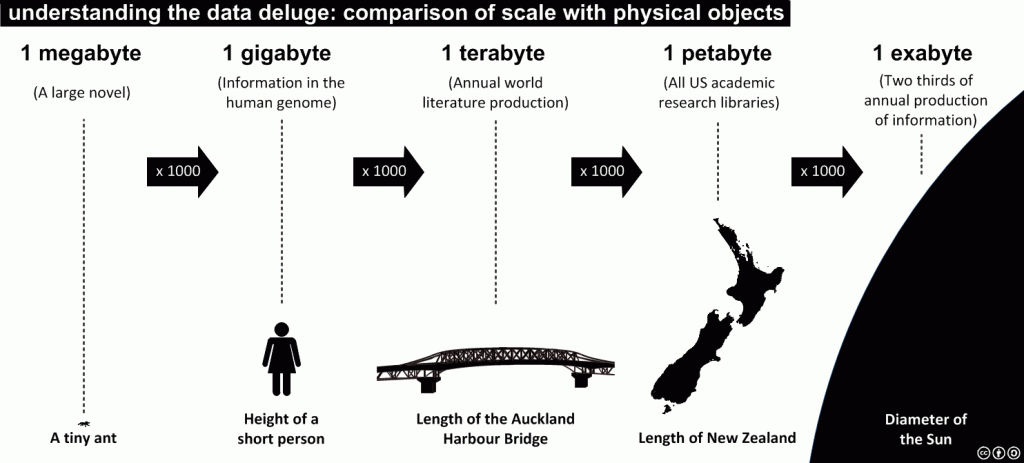 understanding the data deluge: comparison of scale with physical objects
1 megabyte
(A large novel)
1 gigabyte
(Information in the
human genome)
1 terabyte
(Annual world
literature production)
1 petabyte
(All US academic
research libraries)
1 exabyte
(Two thirds of
annual production
of information)
x 1000
x 1000
x 1000
x 1000
A tiny ant
Height of a
short person
Length of the Auckland
Harbour Bridge
Length of New Zealand
Diameter of
the Sun
cc